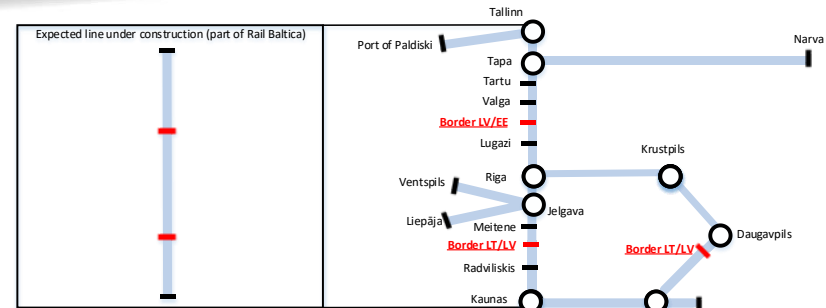 Tallinn
Expected line under construction (part of Rail Baltica)
Port of Paldiski
Narva
Tapa
Tartu
Valga
Border LV/EE
Lugazi
Krustpils
Riga
Ventspils
Jelgava
Liepāja
Meitene
Daugavpils
Border LT/LV
Border LT/LV
Radviliskis
Kaunas